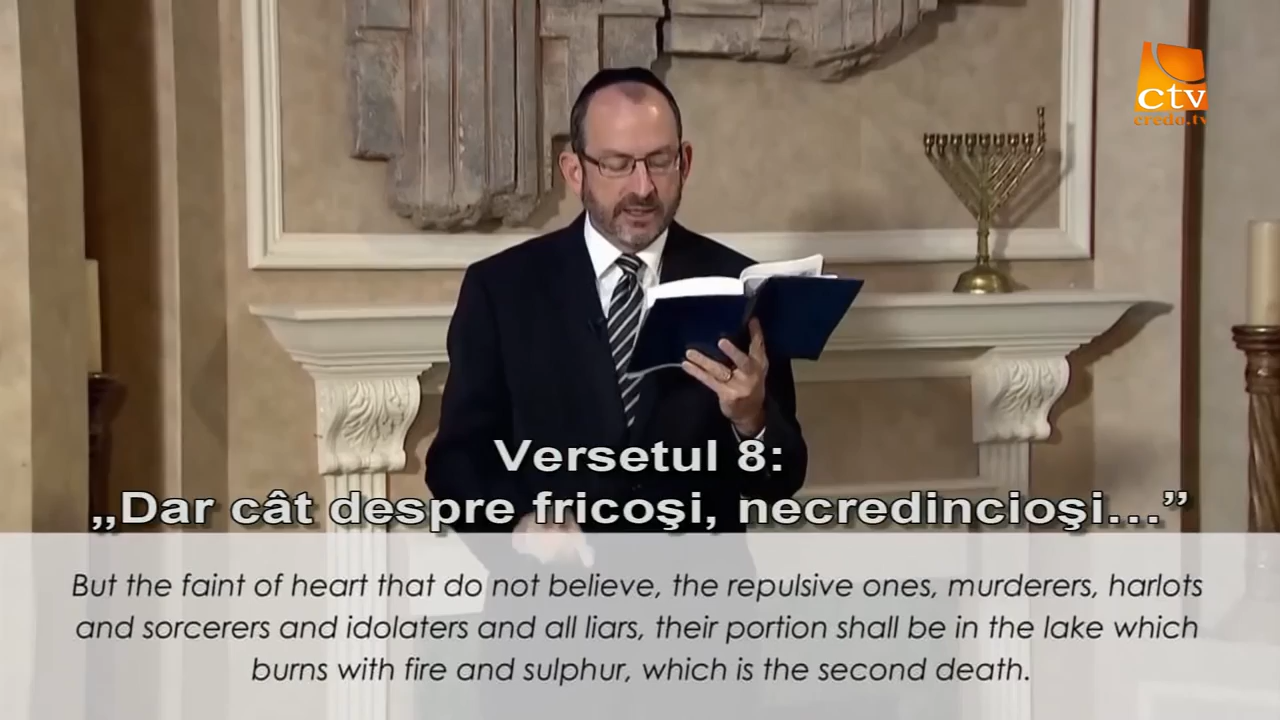 ctv
credo.tv
Versetul 8:
„Dar cât despre fricoşi, necredincioşi...”
But the faint of heart that do not believe, the repulsive ones, murderers, harlots
and sorcerers and idolaters and all liars, their portion shall be in the lake which
burns with fire and sulphur, which is the second death.